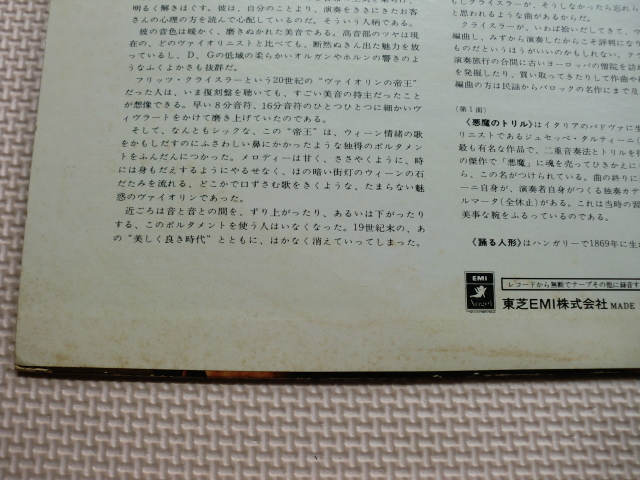 明るく解きほぐす。彼は、自分のことより、演奏をききにきたお客
さんの心理の方を読んで心配しているのだ。そういう人柄である。
彼の音色は暖かく、磨きぬかれた美音である。高音部のツヤは現
在の、どのヴァイオリニストと比べても、断然ぬきん出た魅力を放
っているし、D、Gの低域の柔らかいオルガンやホルンの響きのよ
うなふくよかさも抜群だ。
フリッツ・クライスラーという20世紀の“ヴァイオリンの帝王”
だった人は、いま復刻盤を聴いても、すごい美音の持主だったこと
が想像できる。早い8分音符、16分音符のひとつひとつに細かいヴ
ィヴラートをかけて磨き上げていたのである。
そして、なんともシックな、この“帝王”は、ウィーン情緒の歌
をかもしだすのにふさわしい鼻にかかったような独得のポルタメン
トをふんだんにつかった。メロディーは甘く、ささやくように、時
には身もだえするようにやるせなく、ほの暗い街灯のウィーンの石
だたみを流れる、どこかで口ずさむ歌をきくような、たまらない魅
惑のヴァイオリンであった。
近ごろは音と音との間を、ずり上がったり、あるいは下がったり
する、このポルタメントを使う人はいなくなった。19世紀末の、あ
の“美しく良き時代”とともに、はかなく消えていってしまった。
もしクライスラーが、そうしなかったら忘れら
と思われるような曲があるからだ。
クライスラーが、いわば拾いだしてきて、ヴ
編曲し、みずから演奏したからこそ評判になり
ものだというほうがいいのかもしれない。
演奏旅行の合間に古いヨーロッパの僧院
を発掘したり、買い取ってきたりして作曲や
編曲の方は民謡からバロックの名作にまで及
(第1面)
《悪魔のトリル》はイタリアのパドヴァに生
リニストであるジュセッペ・タルティーニ(
最も有名な作品で、二重音奏法とトリルを
の傑作で「悪魔」に魂を売ってひきかえに
ら、この名がつけられている。曲の終りに
ーニ自身が、演奏者自身がつくる独奏カデ
ルマータ(全休止)がある。これは当時の習
美事な腕をふるっているのである。
《踊る人形》はハンガリーで1869年に生
EMI
Angel
レコードから無断でテープその他に録音す
東芝EMI株式会社 MADE